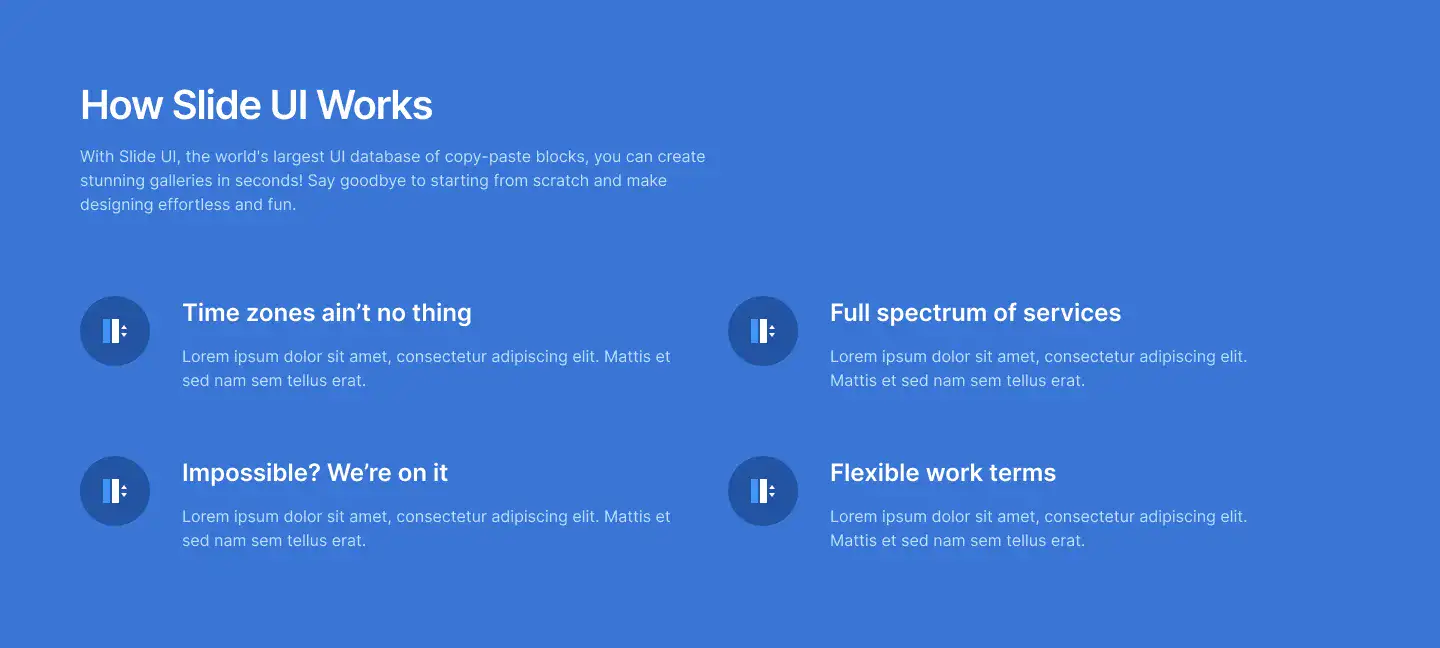 How Slide UI Works
With Slide UI, the world's largest UI database of copy-paste blocks, you can create
stunning galleries in seconds! Say goodbye to starting from scratch and make
designing effortless and fun.
Time zones ain’t no thing
Lorem ipsum dolor sit amet, consectetur adipiscing elit. Mattis et
sed nam sem tellus erat.
Full spectrum of services
Lorem ipsum dolor sit amet, consectetur adipiscing elit.
Mattis et sed nam sem tellus erat.
Impossible? We’re on it
Lorem ipsum dolor sit amet, consectetur adipiscing elit. Mattis et
sed nam sem tellus erat.
Flexible work terms
Lorem ipsum dolor sit amet, consectetur adipiscing elit.
Mattis et sed nam sem tellus erat.